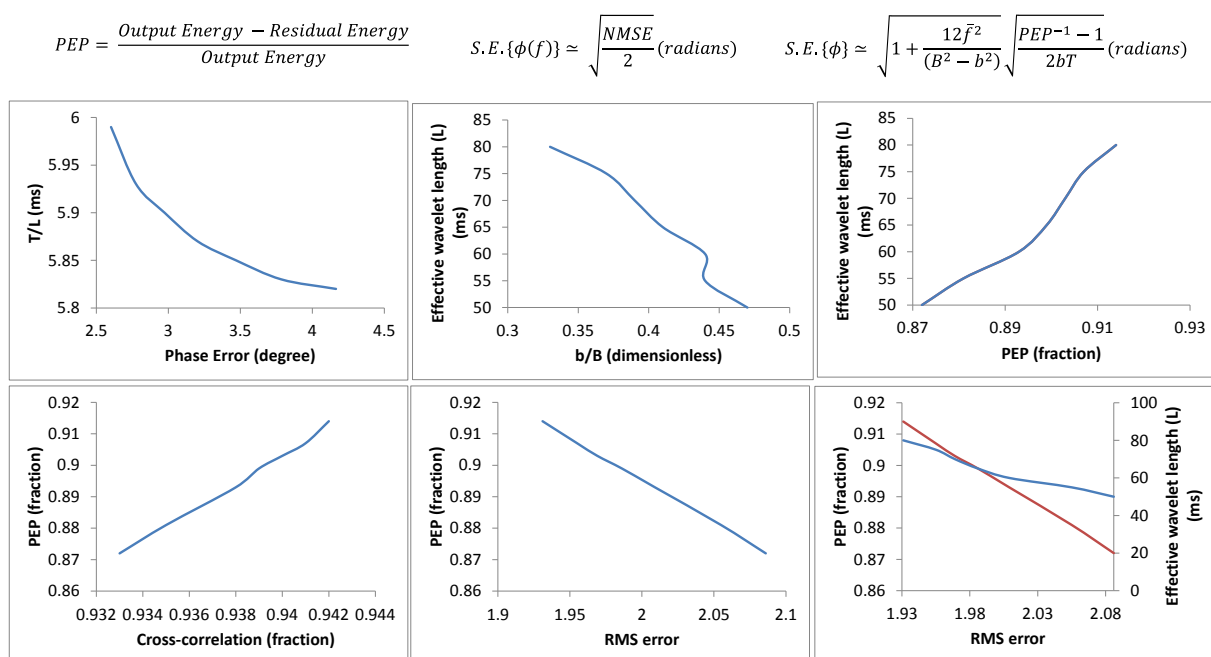 PEP = Output Energy − Residual Energy / Output Energy
S.E.{ϕ(f)} ≃ √(NMSE / 2) (radians)
S.E.{ϕ} ≃ √(1 + 12f̄² / (B² − b²)) √((PEP⁻¹ − 1) / 2bT) (radians)
T/L (ms)
6
5.95
5.9
5.85
5.8
2.5 3 3.5 4 4.5
Phase Error (degree)
Effective wavelet length (L)
(ms)
85
80
75
70
65
60
55
50
0.3 0.35 0.4 0.45 0.5
b/B (dimensionless)
Effective wavelet length (L)
(ms)
85
80
75
70
65
60
55
50
0.87 0.89 0.91 0.93
PEP (fraction)
PEP (fraction)
0.92
0.91
0.9
0.89
0.88
0.87
0.86
0.932 0.934 0.936 0.938 0.94 0.942 0.944
Cross-correlation (fraction)
PEP (fraction)
0.92
0.91
0.9
0.89
0.88
0.87
0.86
1.9 1.95 2 2.05 2.1
RMS error
PEP (fraction)
0.92
0.91
0.9
0.89
0.88
0.87
0.86
1.93 1.98 2.03 2.08
RMS error
100
80
60
40
20
0
Effective wavelet length (L)
(ms)